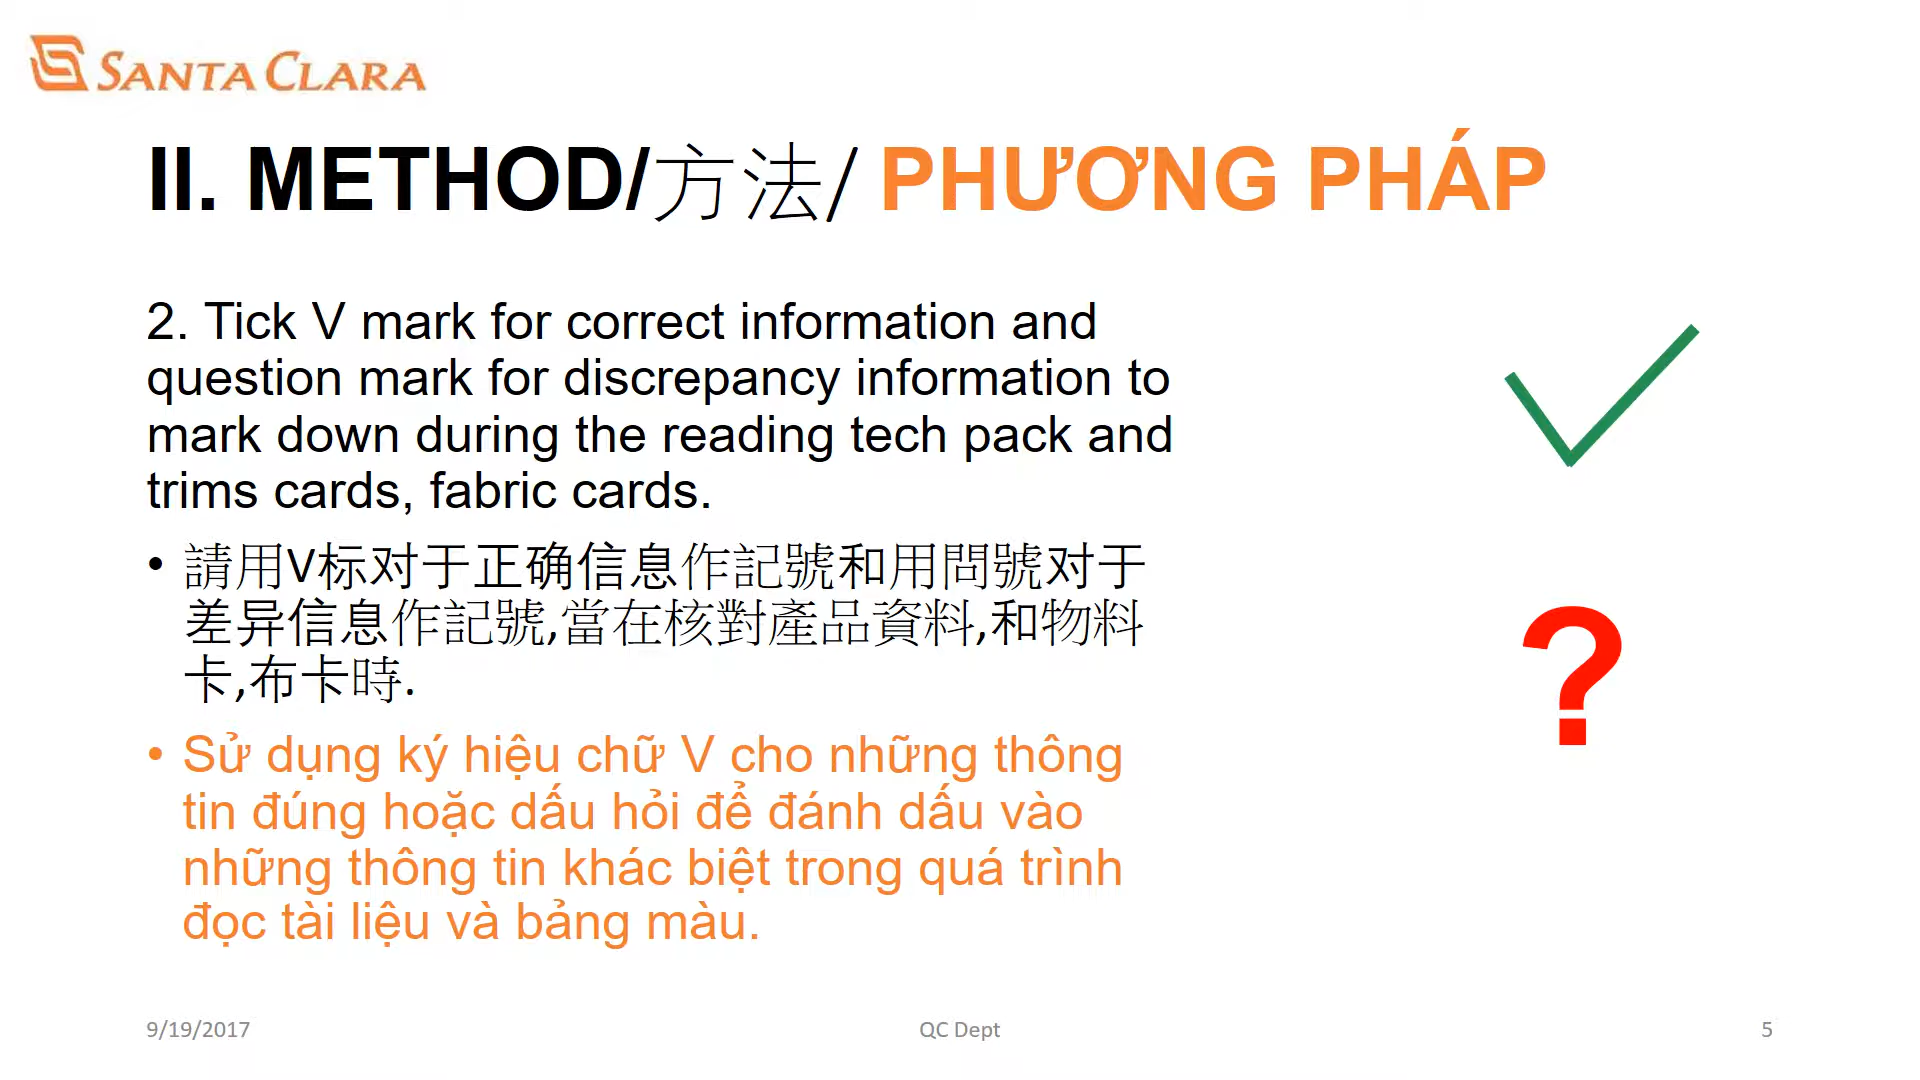 SANTA CLARA
II. METHOD/方法/ PHƯƠNG PHÁP
2. Tick V mark for correct information and
question mark for discrepancy information to
mark down during the reading tech pack and
trims cards, fabric cards.
• 請用V标对于正确信息作記號和用問號对于
差异信息作記號,當在核對產品資料,和物料
卡,布卡時.
• Sử dụng ký hiệu chữ V cho những thông
tin đúng hoặc dấu hỏi để đánh dấu vào
những thông tin khác biệt trong quá trình
đọc tài liệu và bảng màu.
?
9/19/2017 QC Dept 5